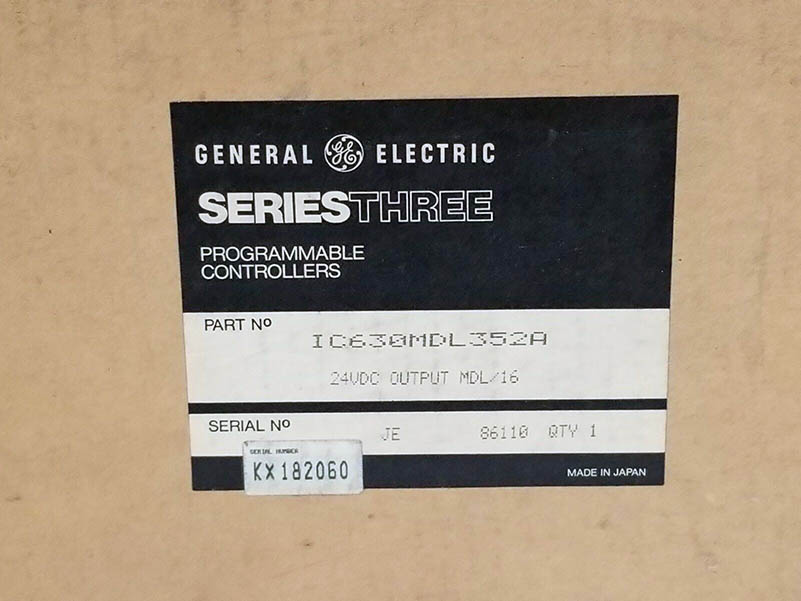 GENERAL GE ELECTRIC
SERIESTHREE
PROGRAMMABLE
CONTROLLERS
PART Nº
IC630MDL352A
24VDC OUTPUT MDL/16
SERIAL Nº JE 86110 QTY 1
SERIAL NUMBER
KX182060
MADE IN JAPAN